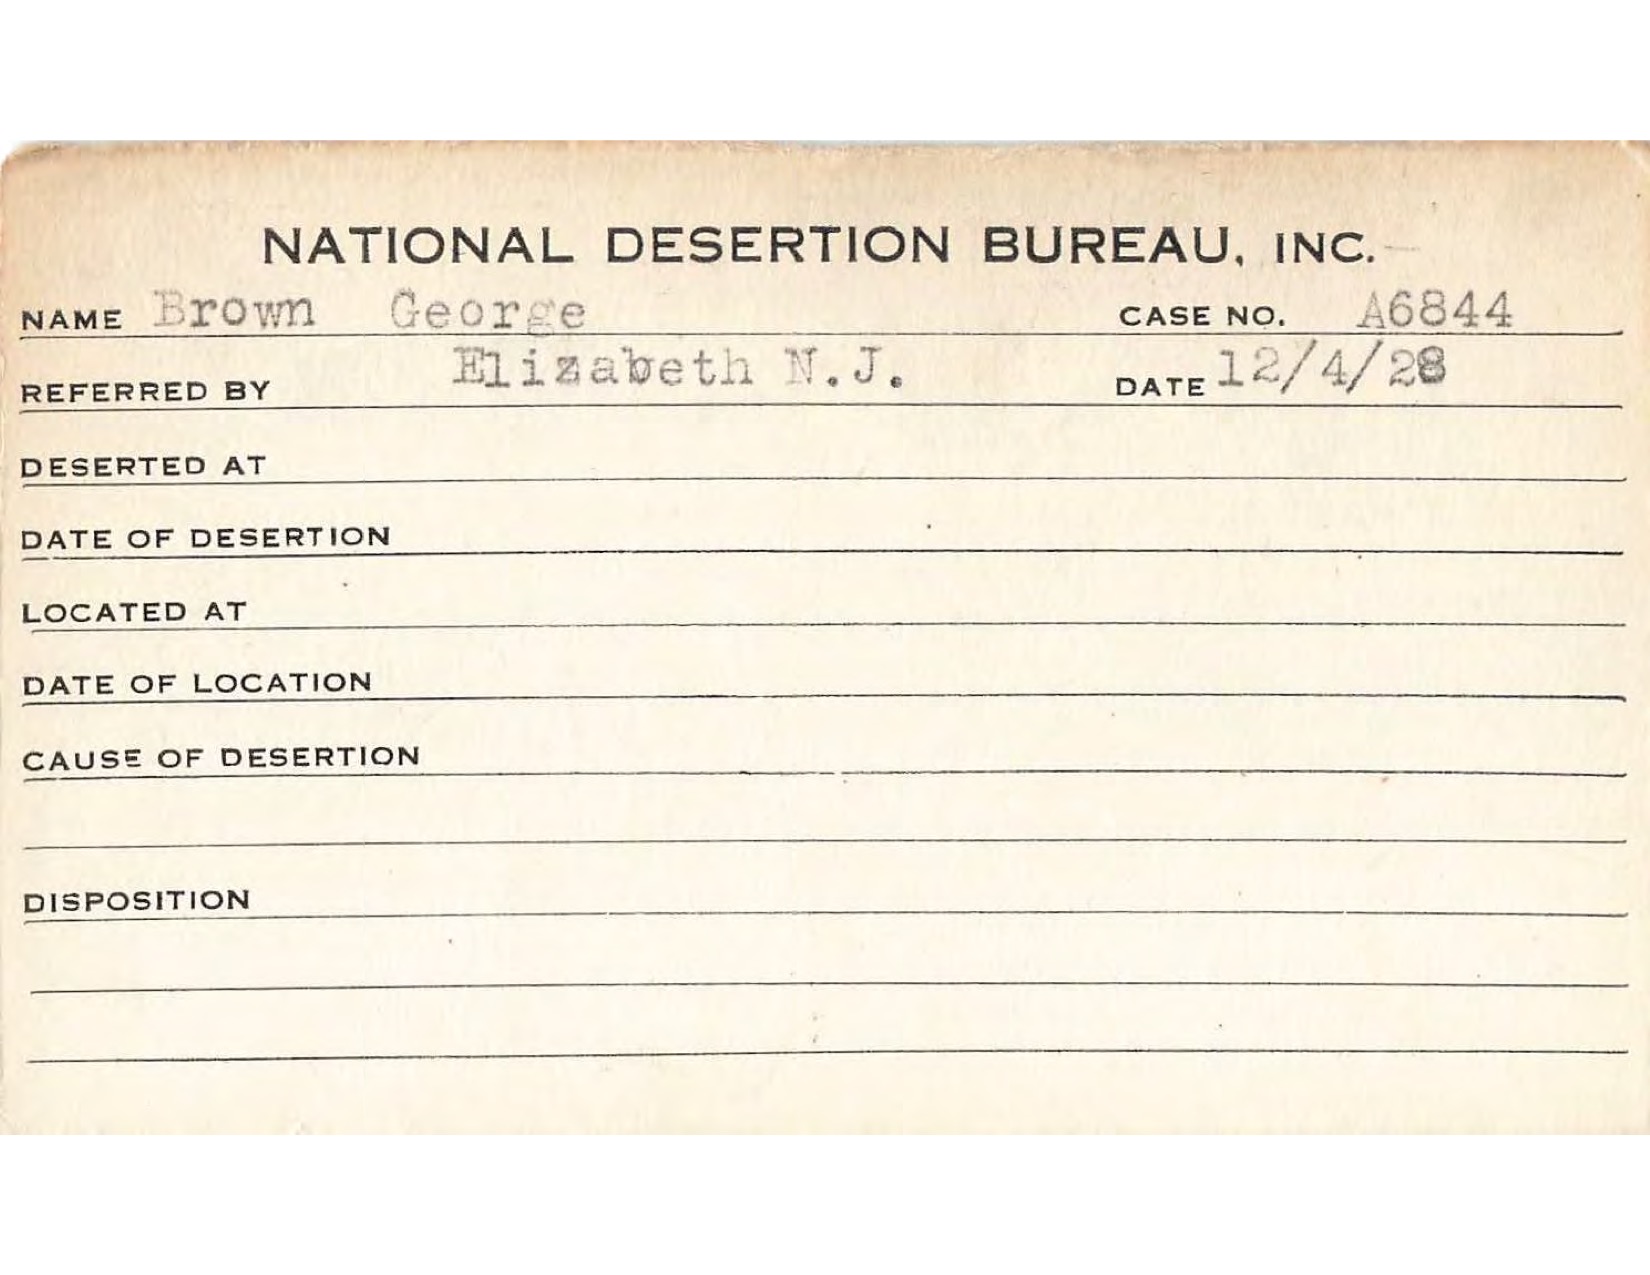 NATIONAL DESERTION BUREAU, INC.
NAME Brown George CASE NO. A6844
REFERRED BY Elizabeth N.J. DATE 12/4/28
DESERTED AT
DATE OF DESERTION
LOCATED AT
DATE OF LOCATION
CAUSE OF DESERTION
DISPOSITION